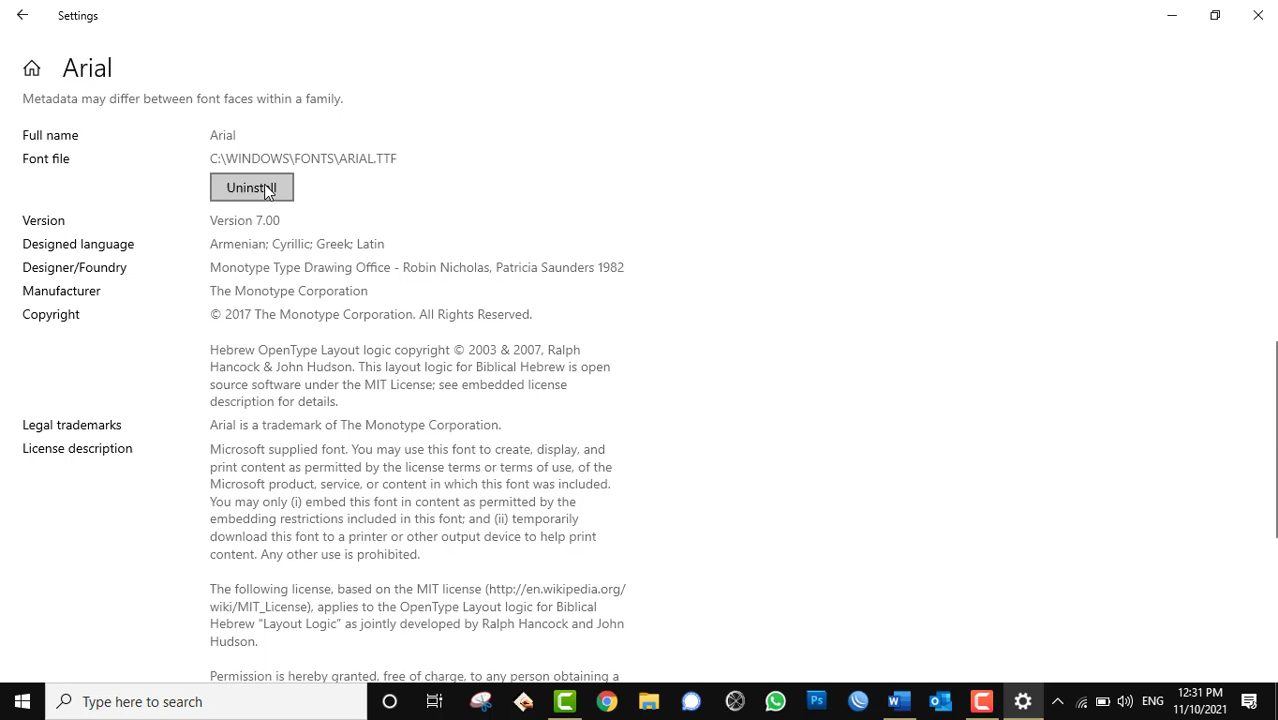 Settings
Arial
Metadata may differ between font faces within a family.
Full name Arial
Font file C:\WINDOWS\FONTS\ARIAL.TTF
Uninstall
Version Version 7.00
Designed language Armenian; Cyrillic; Greek; Latin
Designer/Foundry Monotype Type Drawing Office - Robin Nicholas, Patricia Saunders 1982
Manufacturer The Monotype Corporation
Copyright © 2017 The Monotype Corporation. All Rights Reserved.
Hebrew OpenType Layout logic copyright © 2003 & 2007, Ralph
Hancock & John Hudson. This layout logic for Biblical Hebrew is open
source software under the MIT License; see embedded license
description for details.
Legal trademarks Arial is a trademark of The Monotype Corporation.
License description Microsoft supplied font. You may use this font to create, display, and
print content as permitted by the license terms or terms of use, of the
Microsoft product, service, or content in which this font was included.
You may only (i) embed this font in content as permitted by the
embedding restrictions included in this font; and (ii) temporarily
download this font to a printer or other output device to help print
content. Any other use is prohibited.
The following license, based on the MIT license (http://en.wikipedia.org/
wiki/MIT_License), applies to the OpenType Layout logic for Biblical
Hebrew “Layout Logic” as jointly developed by Ralph Hancock and John
Hudson.
Permission is hereby granted, free of charge, to any person obtaining a
Type here to search
Ps
ENG
12:31 PM
11/10/2021